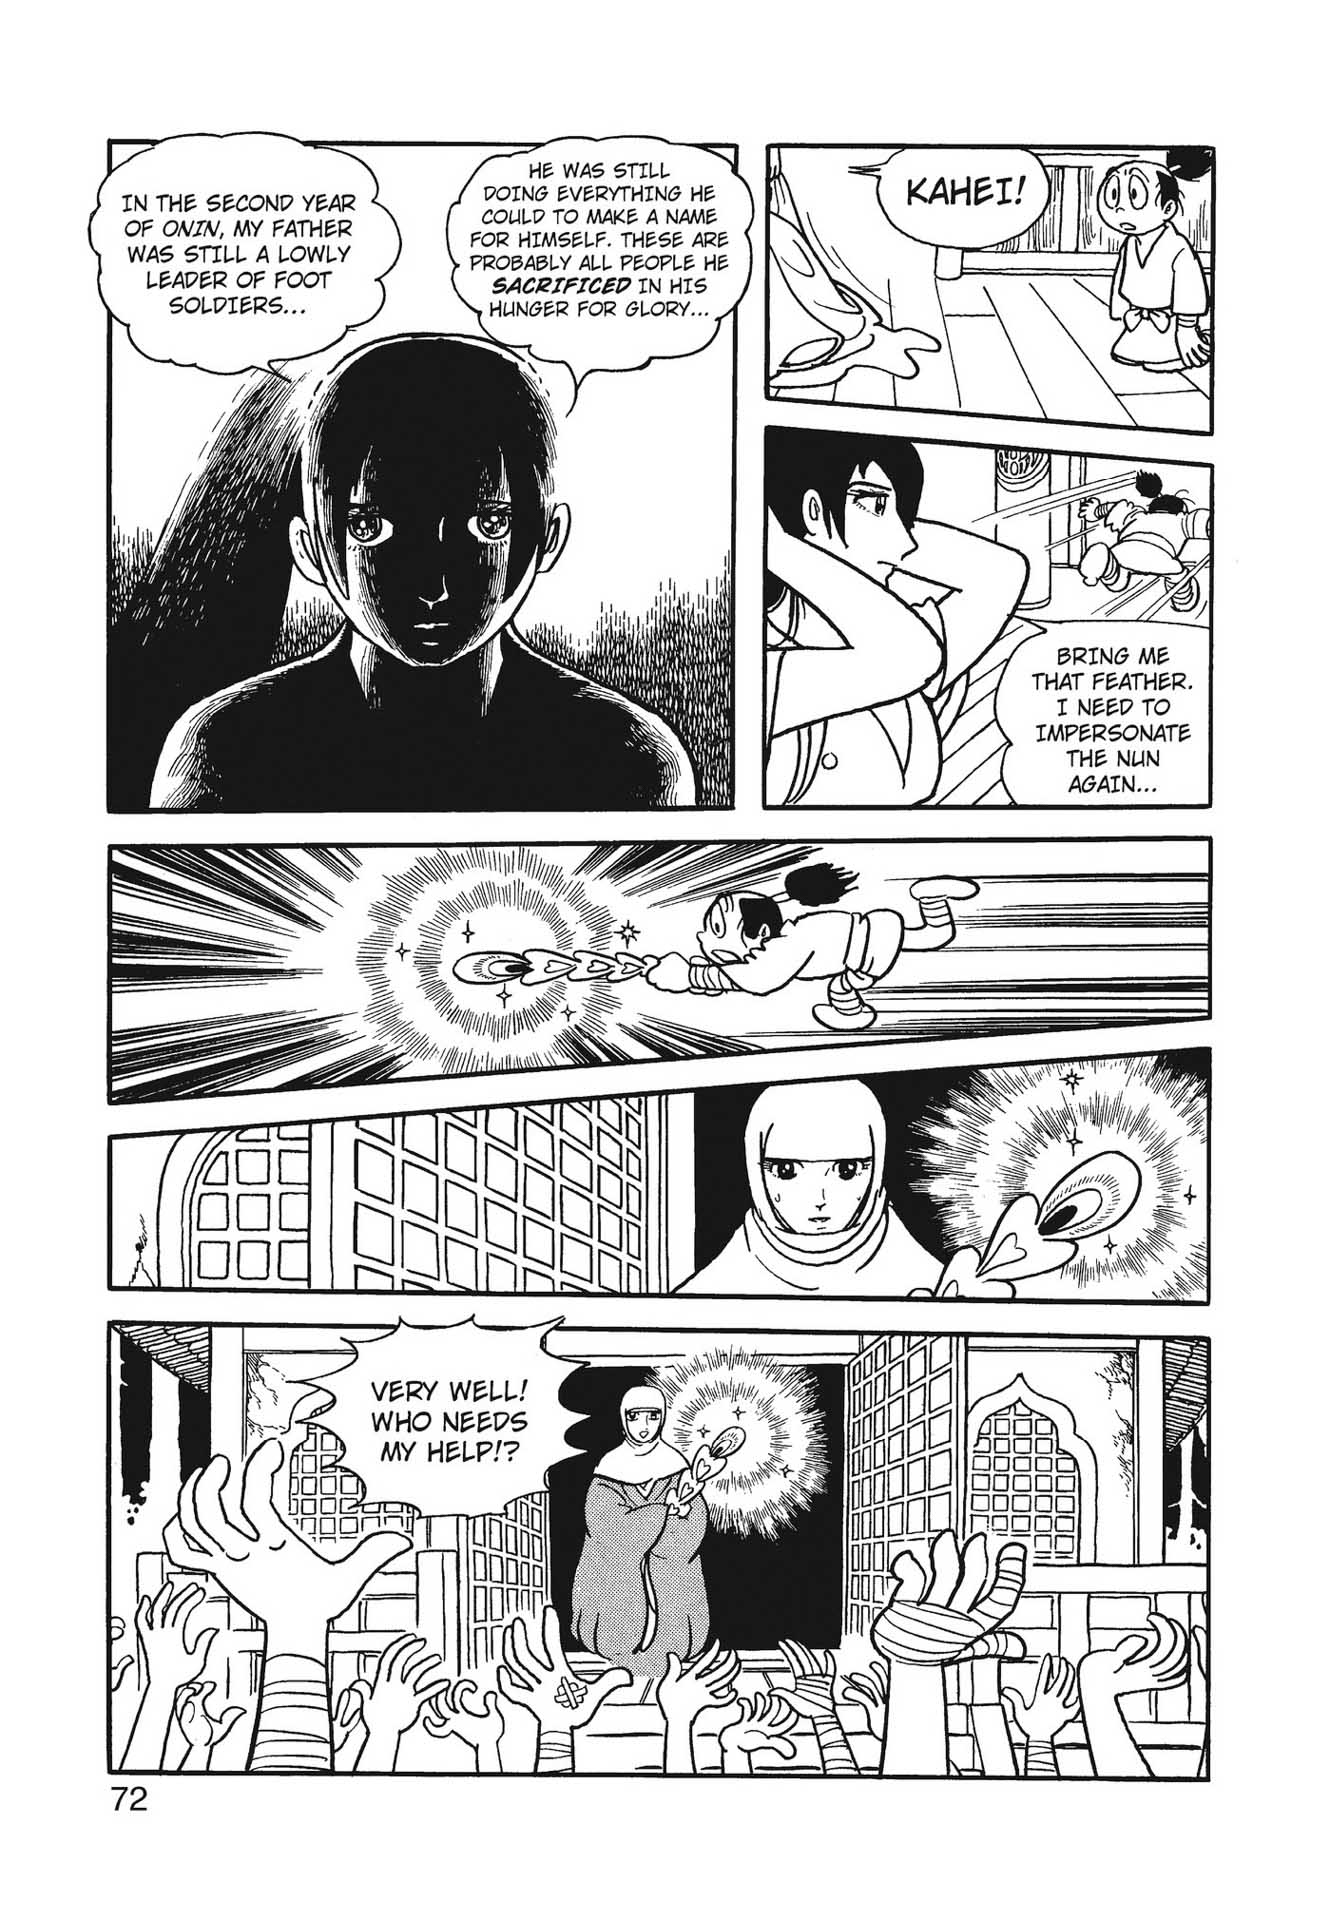 IN THE SECOND YEAR
OF ONIN, MY FATHER
WAS STILL A LOWLY
LEADER OF FOOT
SOLDIERS...
HE WAS STILL
DOING EVERYTHING HE
COULD TO MAKE A NAME
FOR HIMSELF. THESE ARE
PROBABLY ALL PEOPLE HE
SACRIFICED IN HIS
HUNGER FOR GLORY...
KAHEI!
BRING ME
THAT FEATHER.
I NEED TO
IMPERSONATE
THE NUN
AGAIN...
VERY WELL!
WHO NEEDS
MY HELP!?
72